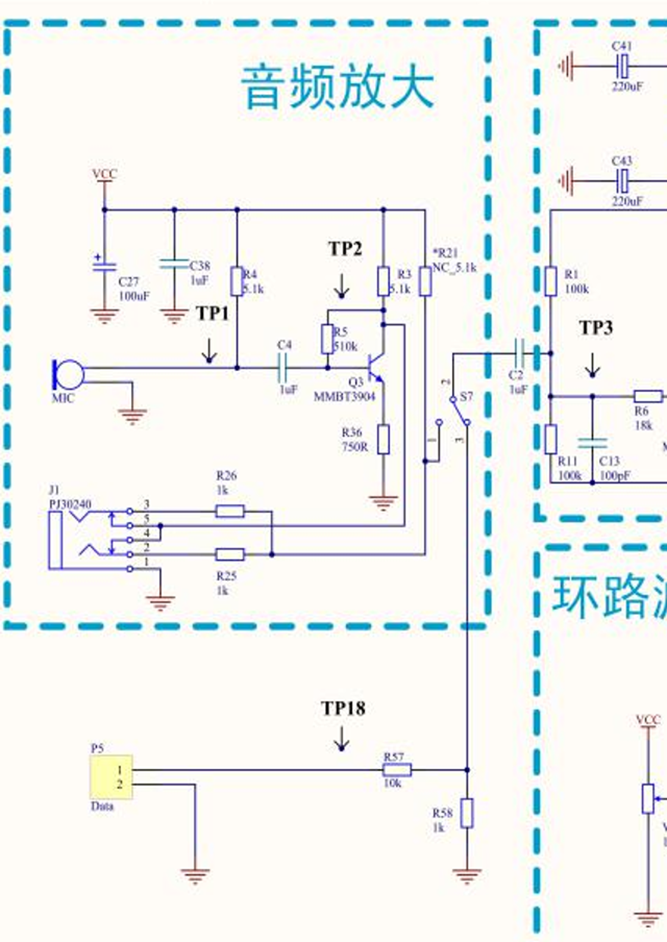 音频放大
C41
220uF
C43
220uF
VCC
C27
100uF
C38
1uF
R4
5.1k
TP1
TP2
R3
5.1k
*R21
NC_5.1k
R5
510k
C4
1uF
Q3
MMBT3904
R36
750R
MIC
2
S7
1
3
C2
1uF
R1
100k
TP3
R6
18k
R11
100k
C13
100pF
J1
PJ30240
3
5
4
2
1
R26
1k
R25
1k
环路
TP18
P5
1
2
Data
R57
10k
R58
1k
VCC